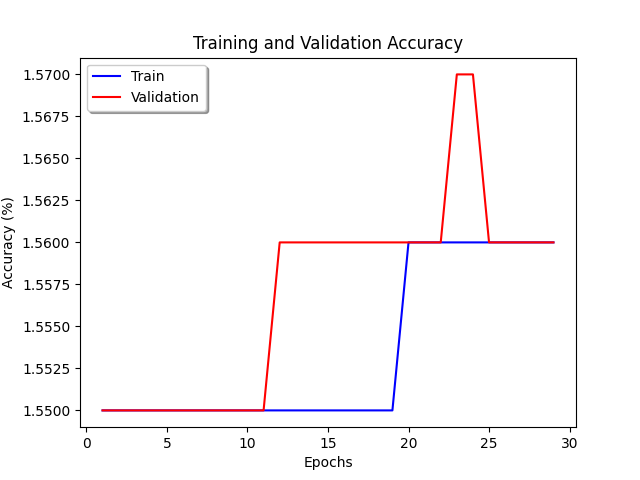 Training and Validation Accuracy
Train
Validation
1.5700
1.5675
1.5650
1.5625
1.5600
1.5575
1.5550
1.5525
1.5500
Accuracy (%)
0 5 10 15 20 25 30
Epochs